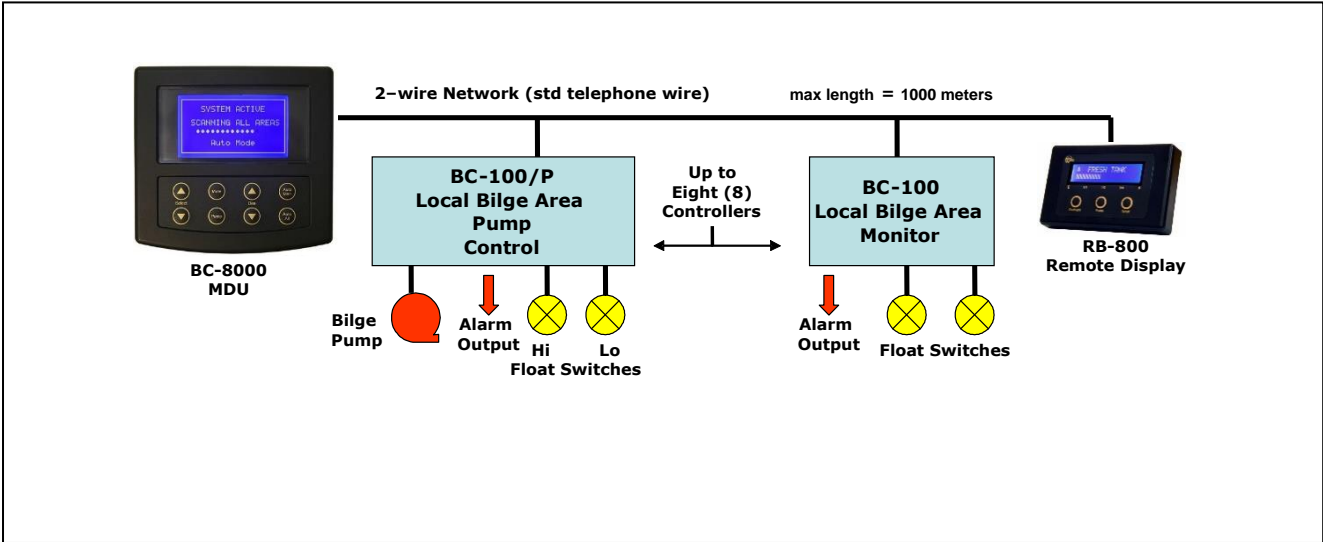 SYSTEM ACTIVE
SCANNING ALL AREAS
Auto Mode
BC-8000
MDU
2–wire Network (std telephone wire)
max length = 1000 meters
BC-100/P
Local Bilge Area
Pump
Control
Up to
Eight (8)
Controllers
BC-100
Local Bilge Area
Monitor
FRESH TANK
RB-800
Remote Display
Bilge
Pump
Alarm
Output
Hi
Lo
Float Switches
Alarm
Output
Float Switches